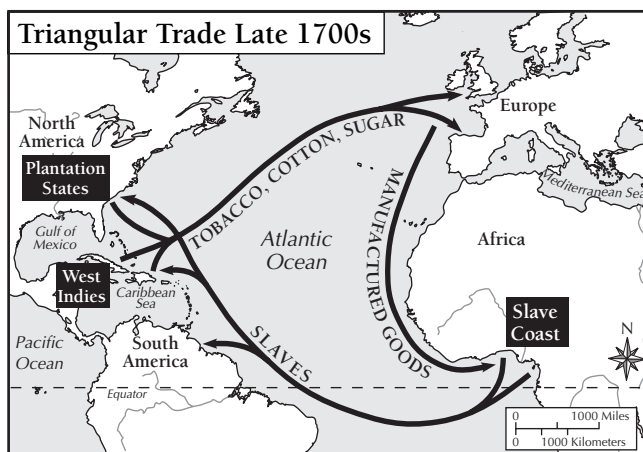 Triangular Trade Late 1700s
North
America
Plantation
States
Gulf of
Mexico
West
Indies
Caribbean
Sea
Pacific
Ocean
South
America
Equator
TOBACCO, COTTON, SUGAR
Atlantic
Ocean
SLAVES
MANUFACTURED GOODS
Europe
Mediterranean Sea
Africa
Slave
Coast
N
0 1000 Miles
0 1000 Kilometers